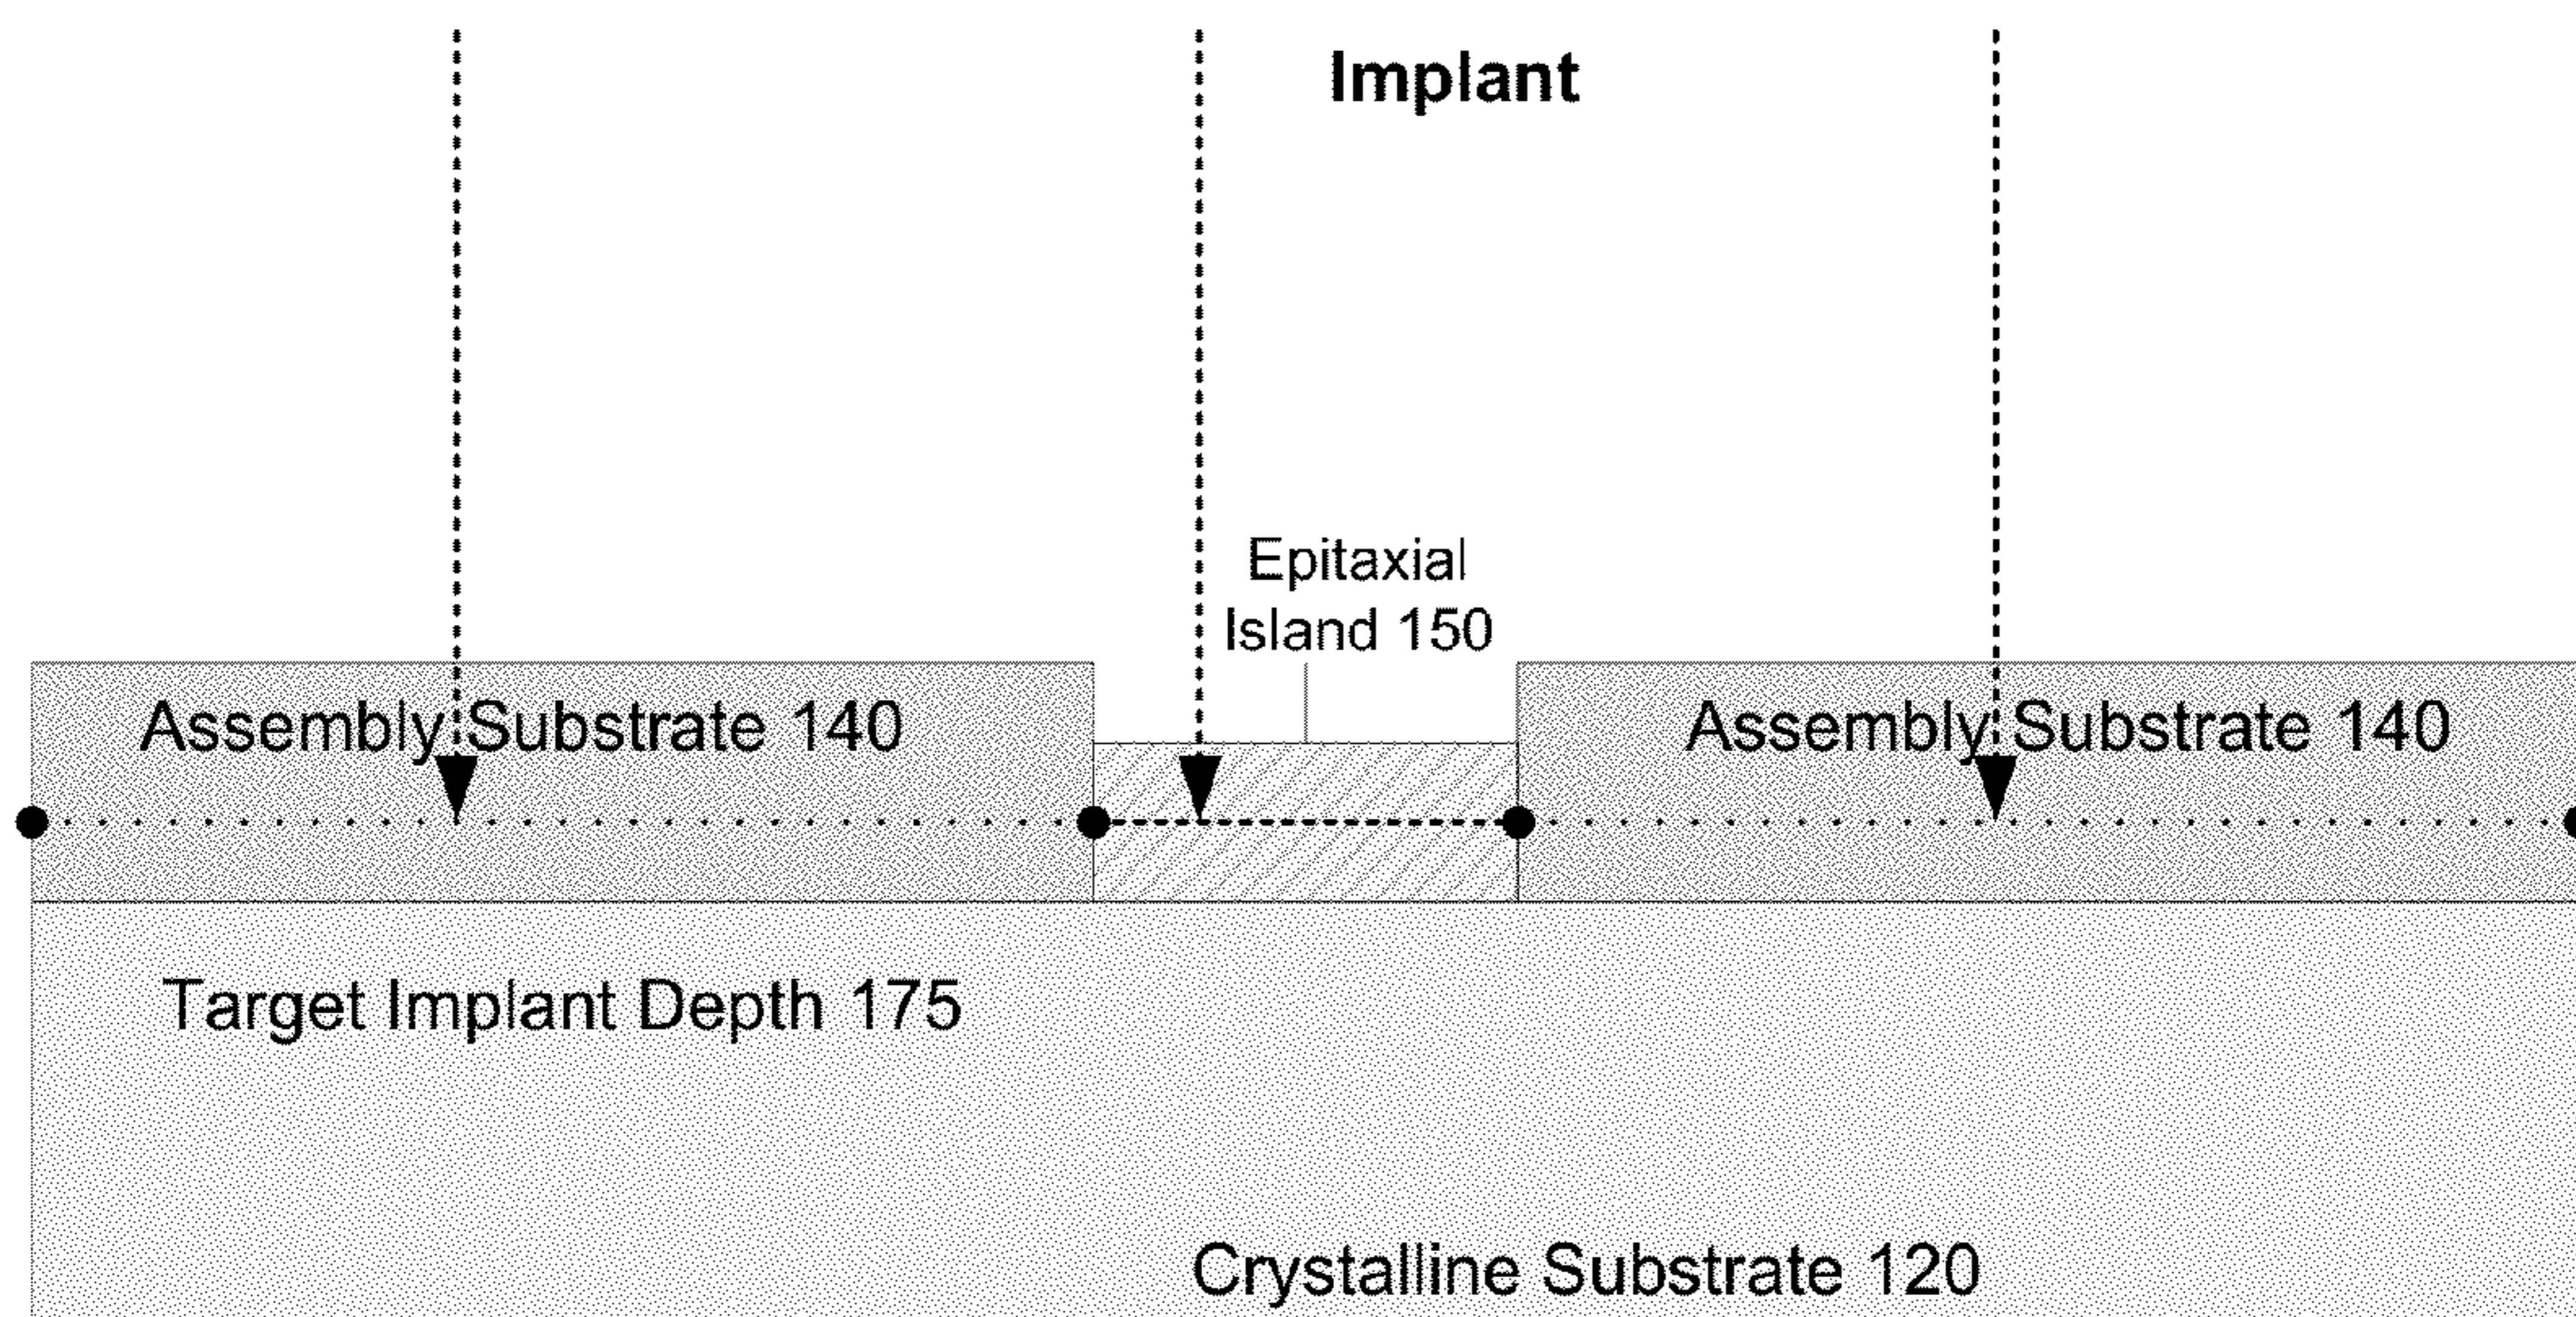 Implant
Epitaxial
Island 150
Assembly Substrate 140
Assembly Substrate 140
Target Implant Depth 175
Crystalline Substrate 120